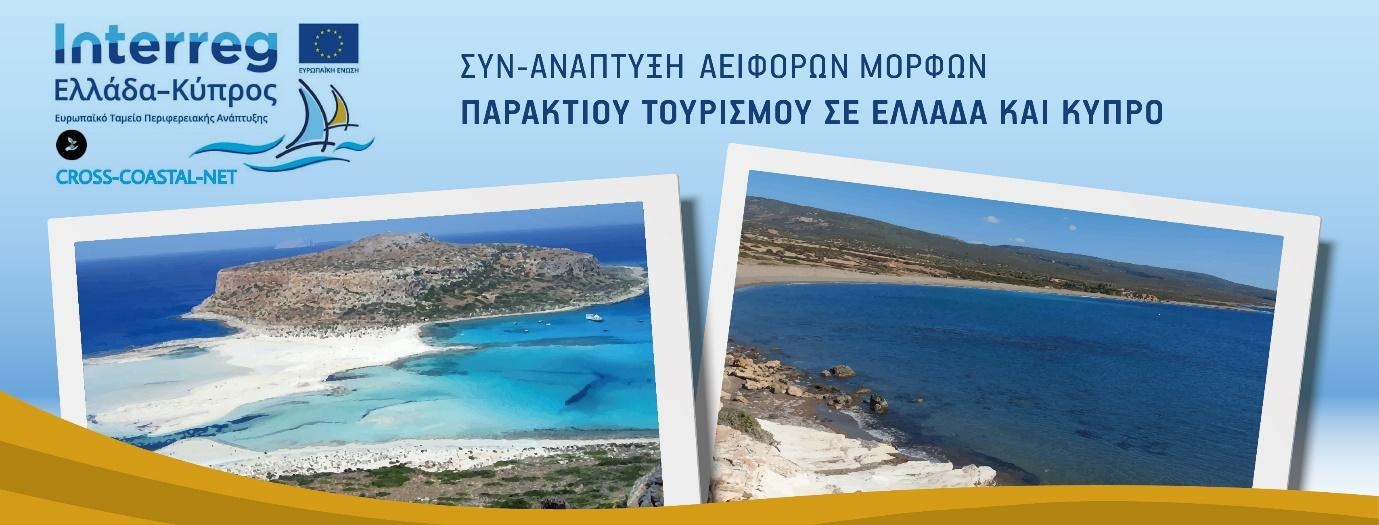 Interreg
ΕΥΡΩΠΑΪΚΗ ΕΝΩΣΗ
Ελλάδα-Κύπρος
Ευρωπαϊκό Ταμείο Περιφερειακής Ανάπτυξης
CROSS-COASTAL-NET
ΣΥΝ-ΑΝΑΠΤΥΞΗ ΑΕΙΦΟΡΩΝ ΜΟΡΦΩΝ
ΠΑΡΑΚΤΙΟΥ ΤΟΥΡΙΣΜΟΥ ΣΕ ΕΛΛΑΔΑ ΚΑΙ ΚΥΠΡΟ